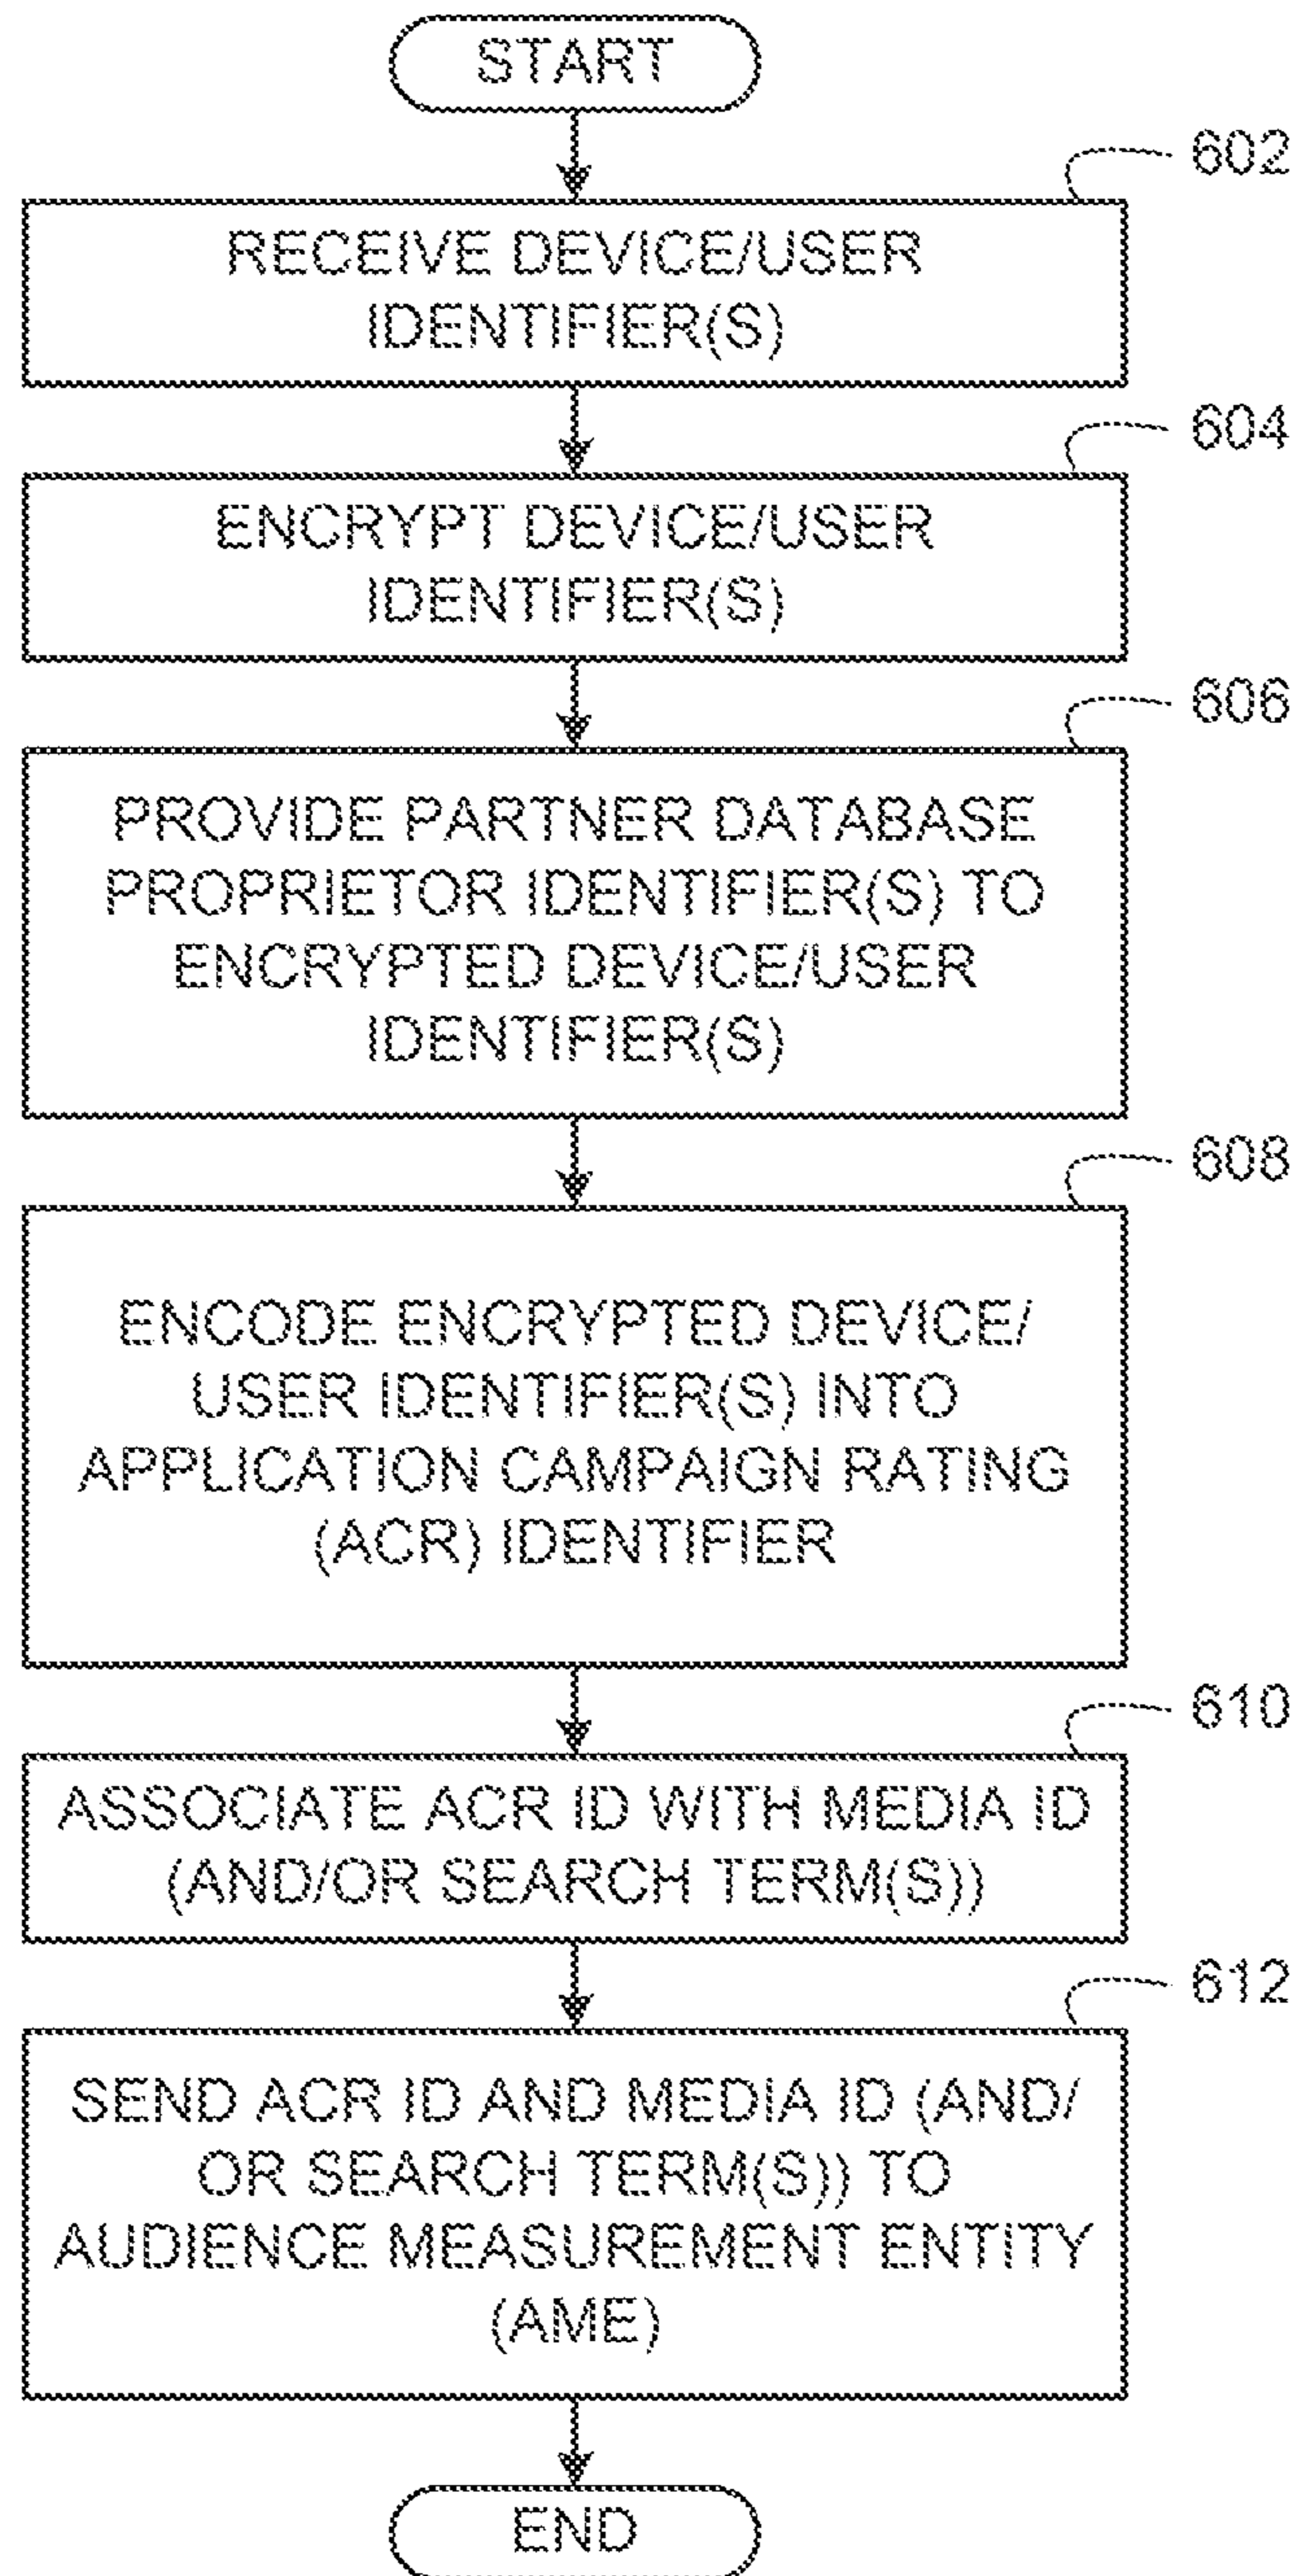 START
602
RECEIVE DEVICE/USER
IDENTIFIER(S)
604
ENCRYPT DEVICE/USER
IDENTIFIER(S)
606
PROVIDE PARTNER DATABASE
PROPRIETOR IDENTIFIER(S) TO
ENCRYPTED DEVICE/USER
IDENTIFIER(S)
608
ENCODE ENCRYPTED DEVICE/
USER IDENTIFIER(S) INTO
APPLICATION CAMPAIGN RATING
(ACR) IDENTIFIER
610
ASSOCIATE ACR ID WITH MEDIA ID
(AND/OR SEARCH TERM(S))
612
SEND ACR ID AND MEDIA ID (AND/
OR SEARCH TERM(S)) TO
AUDIENCE MEASUREMENT ENTITY
(AME)
END